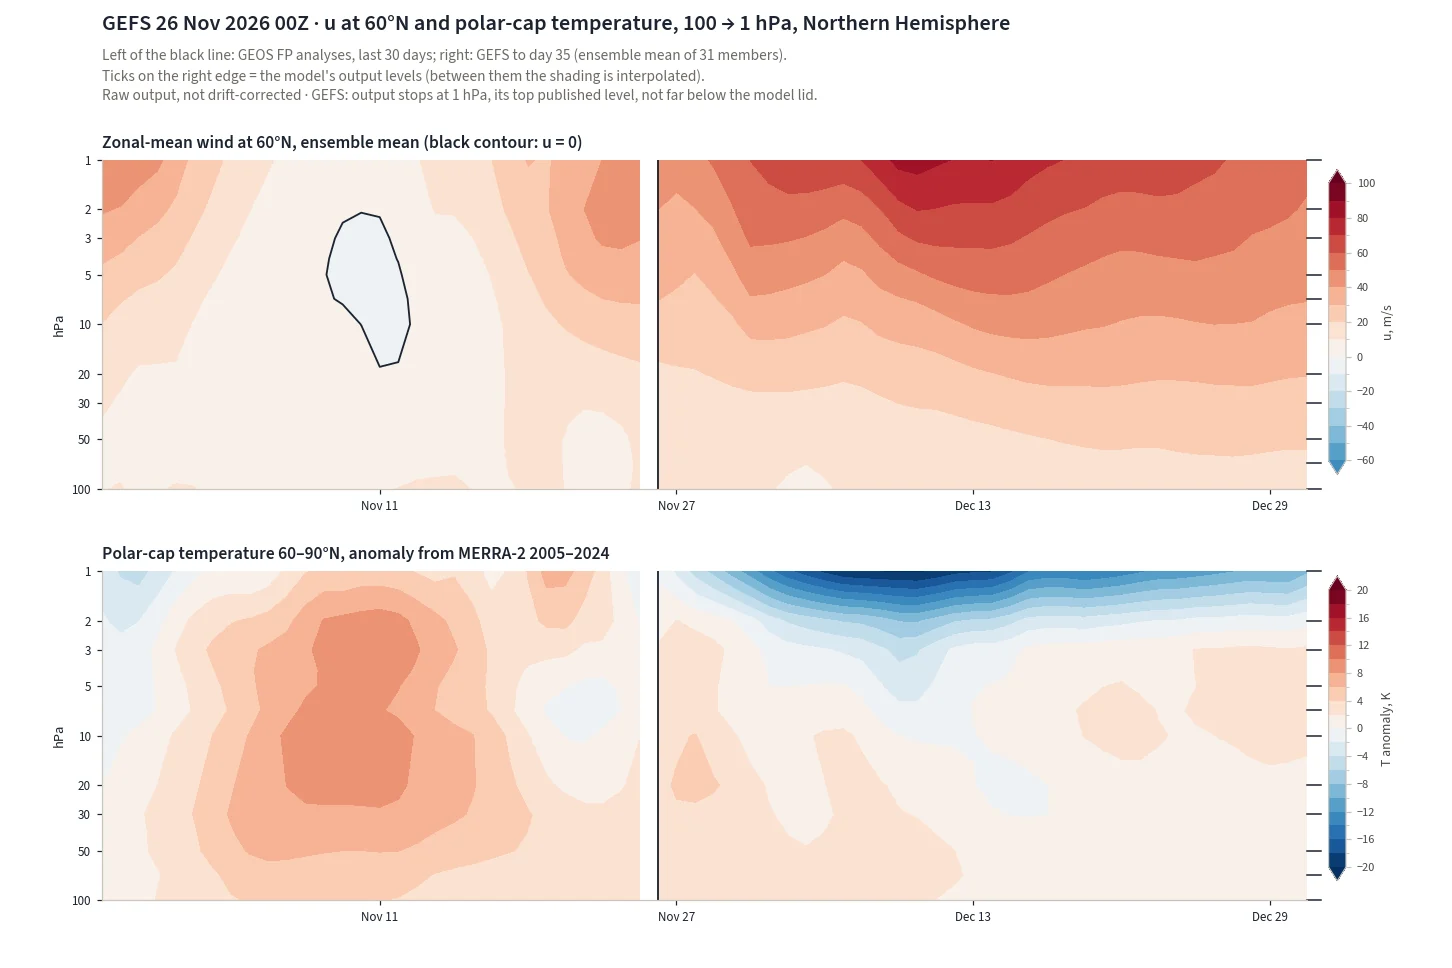 GEFS 26 Nov 2026 00Z · u at 60°N and polar-cap temperature, 100 → 1 hPa, Northern Hemisphere
Left of the black line: GEOS FP analyses, last 30 days; right: GEFS to day 35 (ensemble mean of 31 members).
Ticks on the right edge = the model's output levels (between them the shading is interpolated).
Raw output, not drift-corrected · GEFS: output stops at 1 hPa, its top published level, not far below the model lid.
Zonal-mean wind at 60°N, ensemble mean (black contour: u = 0)
1
2
3
5
10
20
30
50
100
hPa
Nov 11
Nov 27
Dec 13
Dec 29
100
80
60
40
20
0
−20
−40
−60
u, m/s
Polar-cap temperature 60–90°N, anomaly from MERRA-2 2005–2024
1
2
3
5
10
20
30
50
100
hPa
Nov 11
Nov 27
Dec 13
Dec 29
20
16
12
8
4
0
−4
−8
−12
−16
−20
T anomaly, K